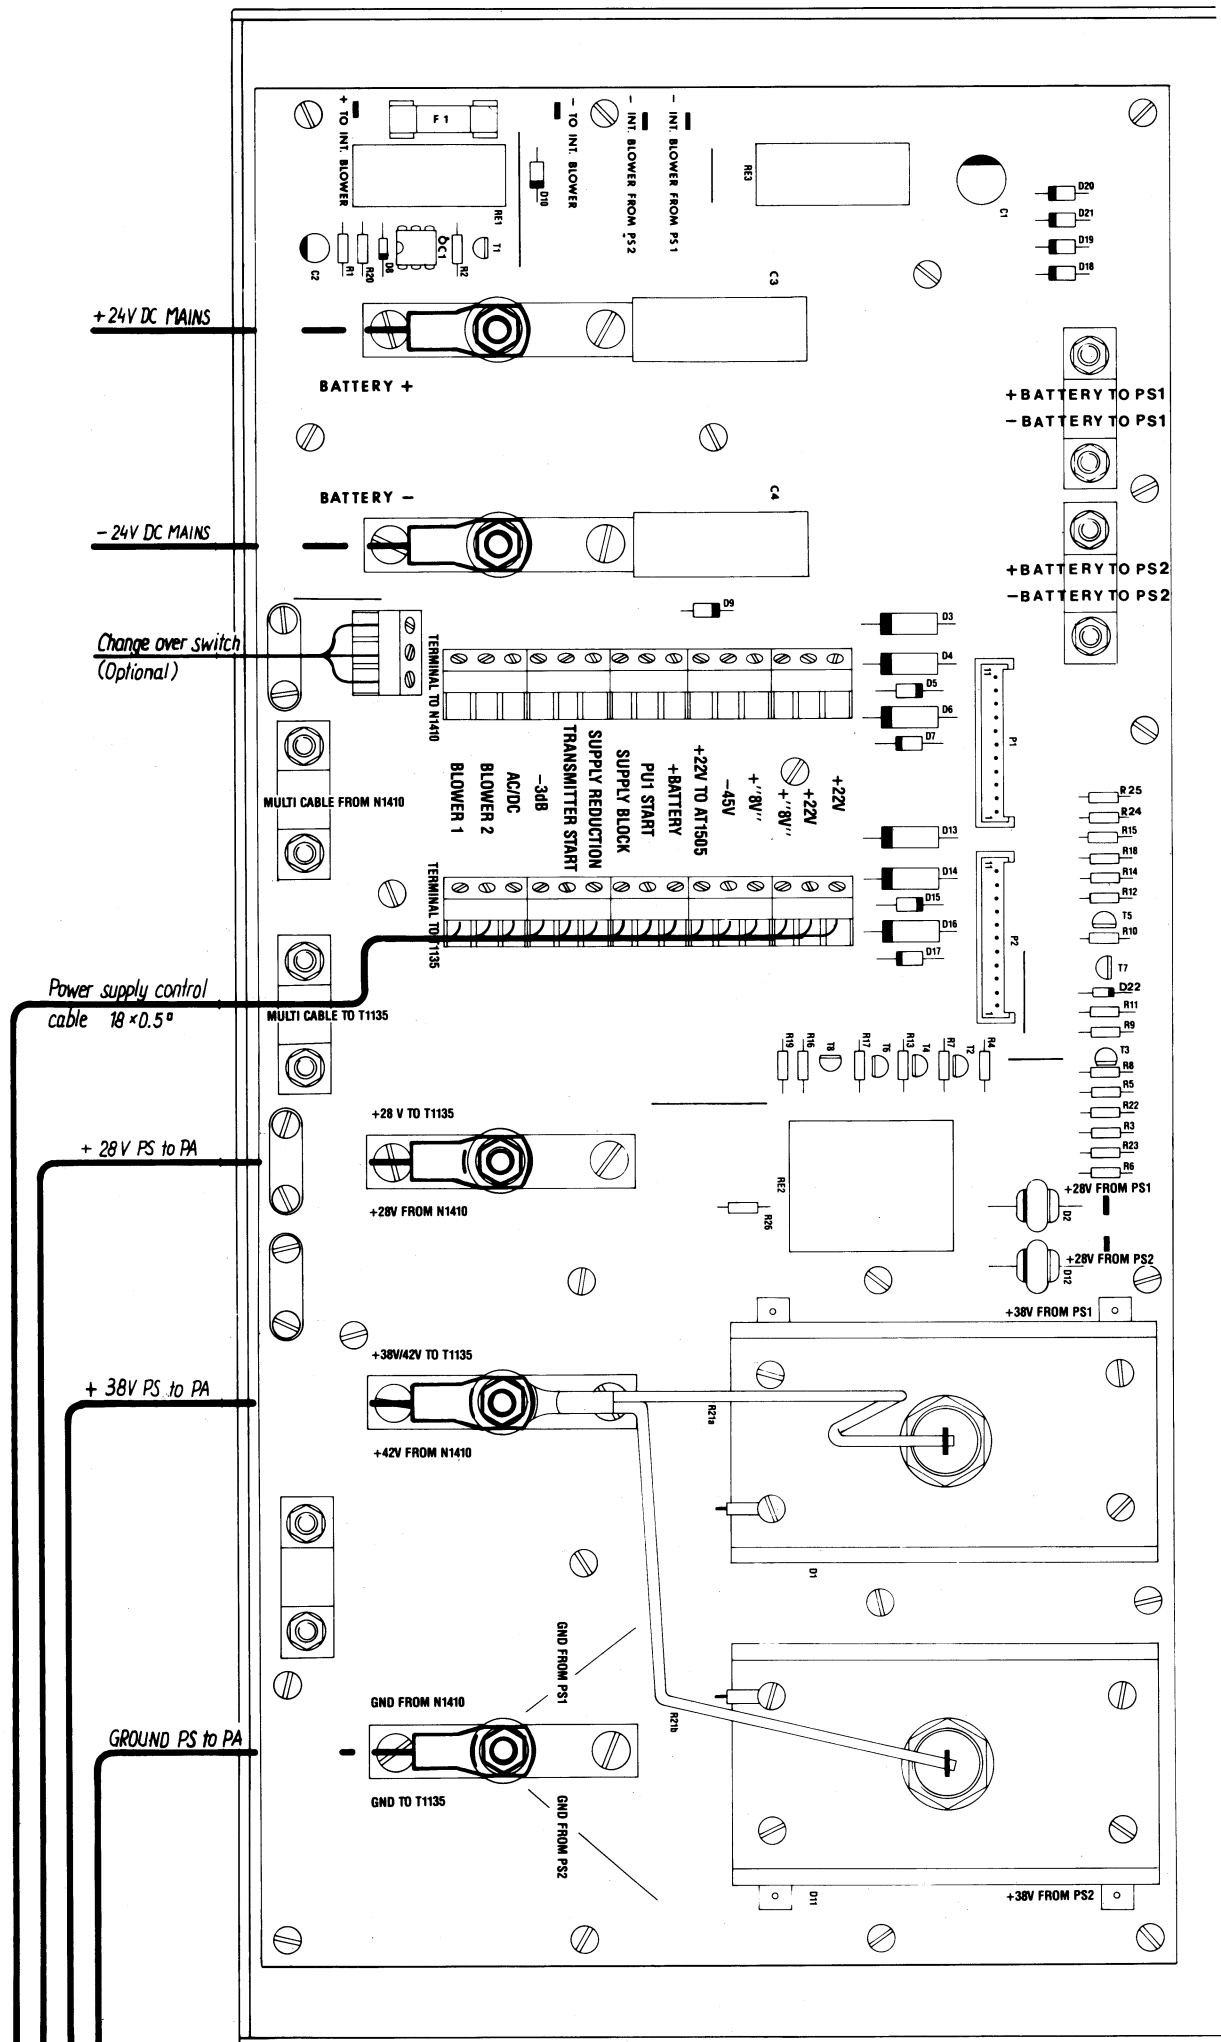 + TO INT. BLOWER
F 1
- TO INT. BLOWER
- INT. BLOWER FROM PS 2
- INT. BLOWER FROM PS 1
RE1
D10
RE3
C1
D20
D21
D19
D18
C2
R1
R20
D8
OC1
R2
T1
C3
+24V DC MAINS
BATTERY +
+BATTERY TO PS1
-BATTERY TO PS1
BATTERY -
C4
-24V DC MAINS
+BATTERY TO PS2
-BATTERY TO PS2
D9
D3
D4
D5
D6
D7
Change over switch
(Optional)
TERMINAL TO N1410
11
P1
1
BLOWER 1
BLOWER 2
AC/DC
-3dB
TRANSMITTER START
SUPPLY REDUCTION
SUPPLY BLOCK
PU1 START
+BATTERY
+22V TO AT1505
-45V
+"8V"
+"8V"
+22V
+22V
MULTI CABLE FROM N1410
R25
R24
R15
R18
R14
R12
T5
R10
T7
D22
R11
R9
T3
R8
R5
R22
R3
R23
R6
D13
D14
D15
D16
D17
TERMINAL TO T1135
11
P2
1
Power supply control
cable 18×0.5□
MULTI CABLE TO T1135
R19
R16
T8
R17
T6
R13
T4
R7
T2
R4
+28 V TO T1135
+ 28V PS to PA
+28V FROM N1410
RE2
R26
+28V FROM PS1
D2
+28V FROM PS2
D12
+38V FROM PS1
+38V/42V TO T1135
+ 38V PS to PA
R21a
+42V FROM N1410
D1
GND FROM PS1
GND FROM N1410
R21b
GROUND PS to PA
GND TO T1135
GND FROM PS2
D11
+38V FROM PS2